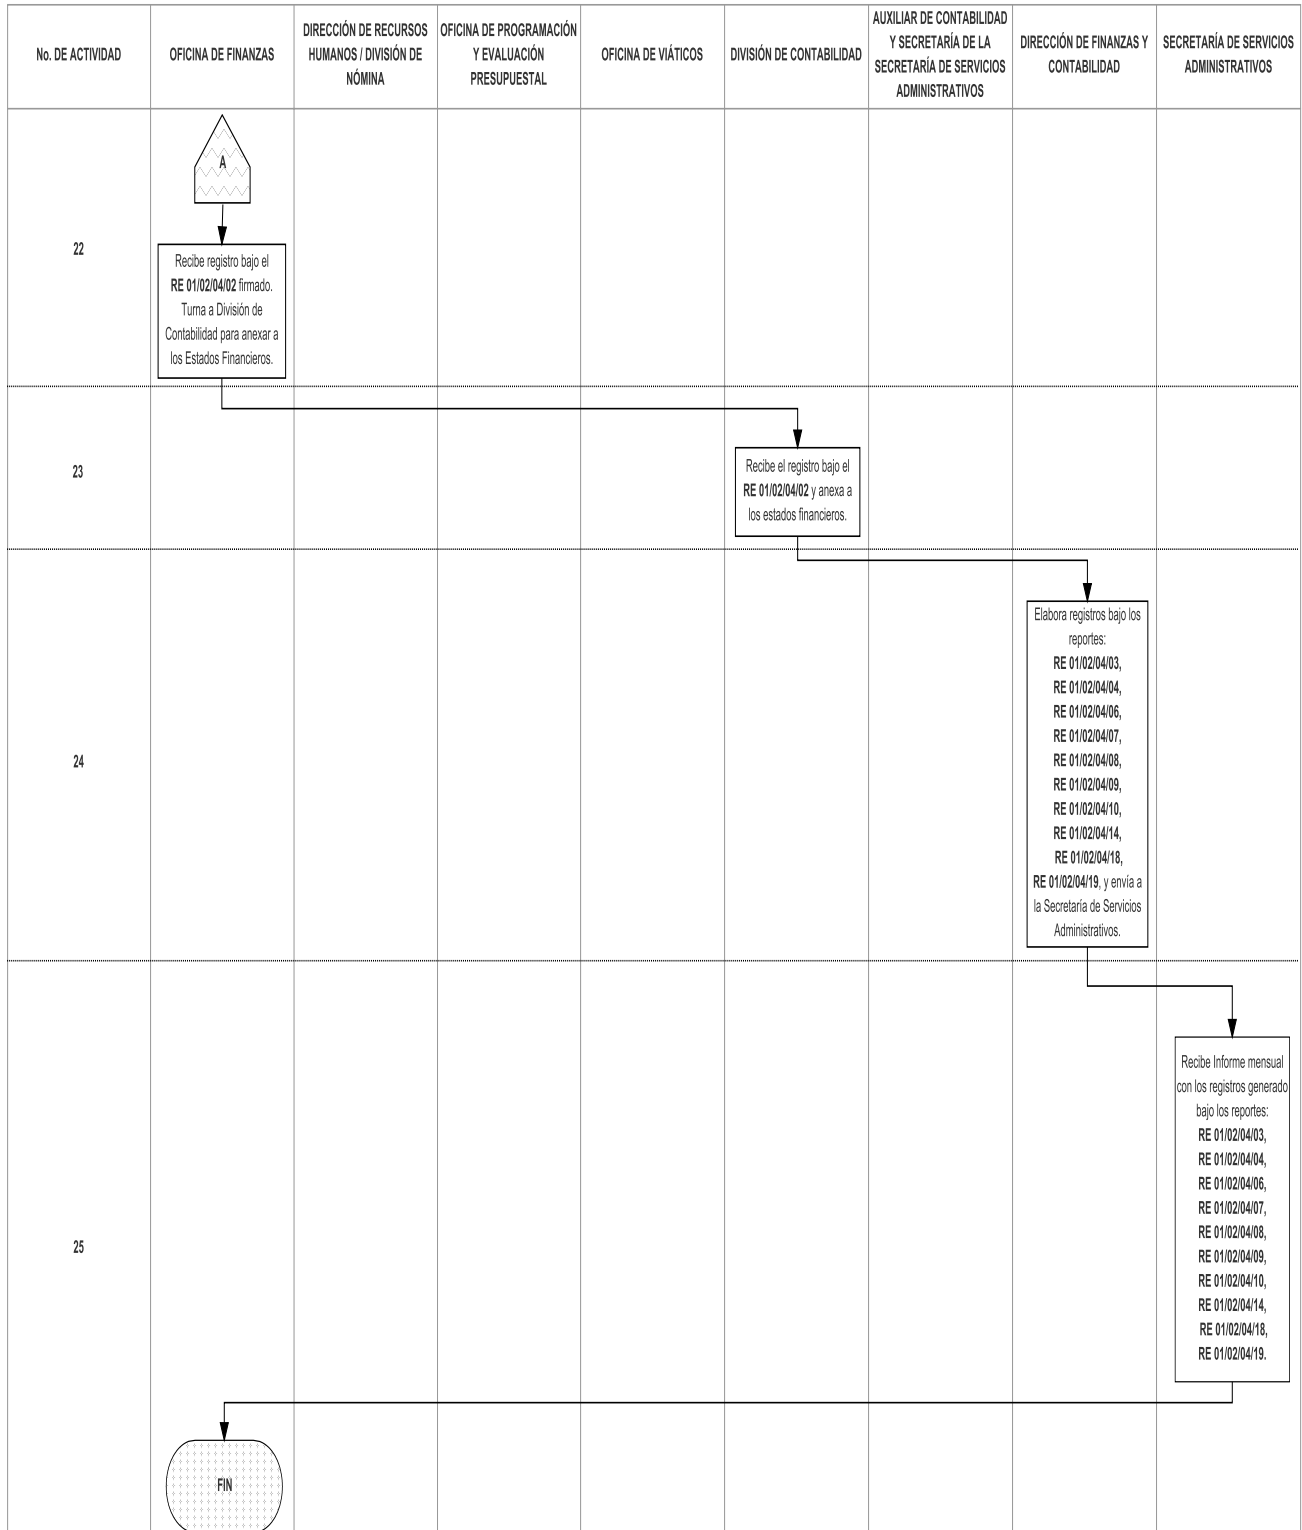 No. DE ACTIVIDAD
OFICINA DE FINANZAS
DIRECCIÓN DE RECURSOS
HUMANOS / DIVISIÓN DE
NÓMINA
OFICINA DE PROGRAMACIÓN
Y EVALUACIÓN
PRESUPUESTAL
OFICINA DE VIÁTICOS
DIVISIÓN DE CONTABILIDAD
AUXILIAR DE CONTABILIDAD
Y SECRETARÍA DE LA
SECRETARÍA DE SERVICIOS
ADMINISTRATIVOS
DIRECCIÓN DE FINANZAS Y
CONTABILIDAD
SECRETARÍA DE SERVICIOS
ADMINISTRATIVOS
A
22
Recibe registro bajo el
RE 01/02/04/02 firmado.
Turna a División de
Contabilidad para anexar a
los Estados Financieros.
23
Recibe el registro bajo el
RE 01/02/04/02 y anexa a
los estados financieros.
24
Elabora registros bajo los
reportes:
RE 01/02/04/03,
RE 01/02/04/04,
RE 01/02/04/06,
RE 01/02/04/07,
RE 01/02/04/08,
RE 01/02/04/09,
RE 01/02/04/10,
RE 01/02/04/14,
RE 01/02/04/18,
RE 01/02/04/19, y envía a
la Secretaría de Servicios
Administrativos.
25
Recibe Informe mensual
con los registros generado
bajo los reportes:
RE 01/02/04/03,
RE 01/02/04/04,
RE 01/02/04/06,
RE 01/02/04/07,
RE 01/02/04/08,
RE 01/02/04/09,
RE 01/02/04/10,
RE 01/02/04/14,
RE 01/02/04/18,
RE 01/02/04/19.
FIN